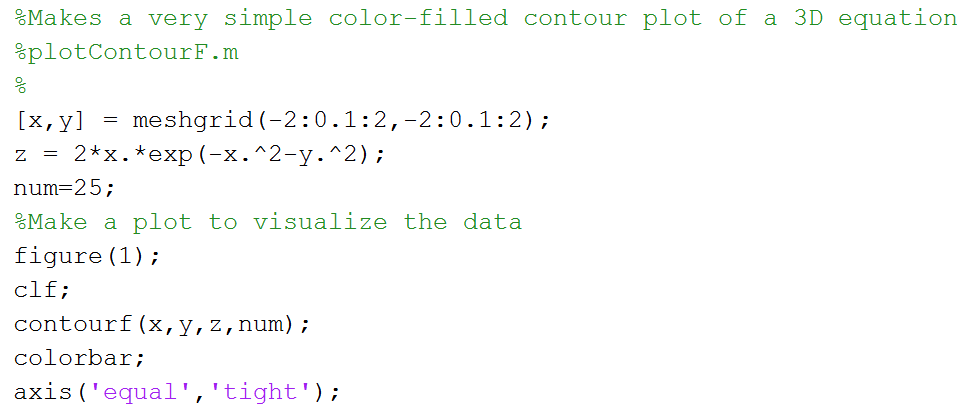 %Makes a very simple color-filled contour plot of a 3D equation
%plotContourF.m
%
[x,y] = meshgrid(-2:0.1:2,-2:0.1:2);
z = 2*x.*exp(-x.^2-y.^2);
num=25;
%Make a plot to visualize the data
figure(1);
clf;
contourf(x,y,z,num);
colorbar;
axis('equal','tight');